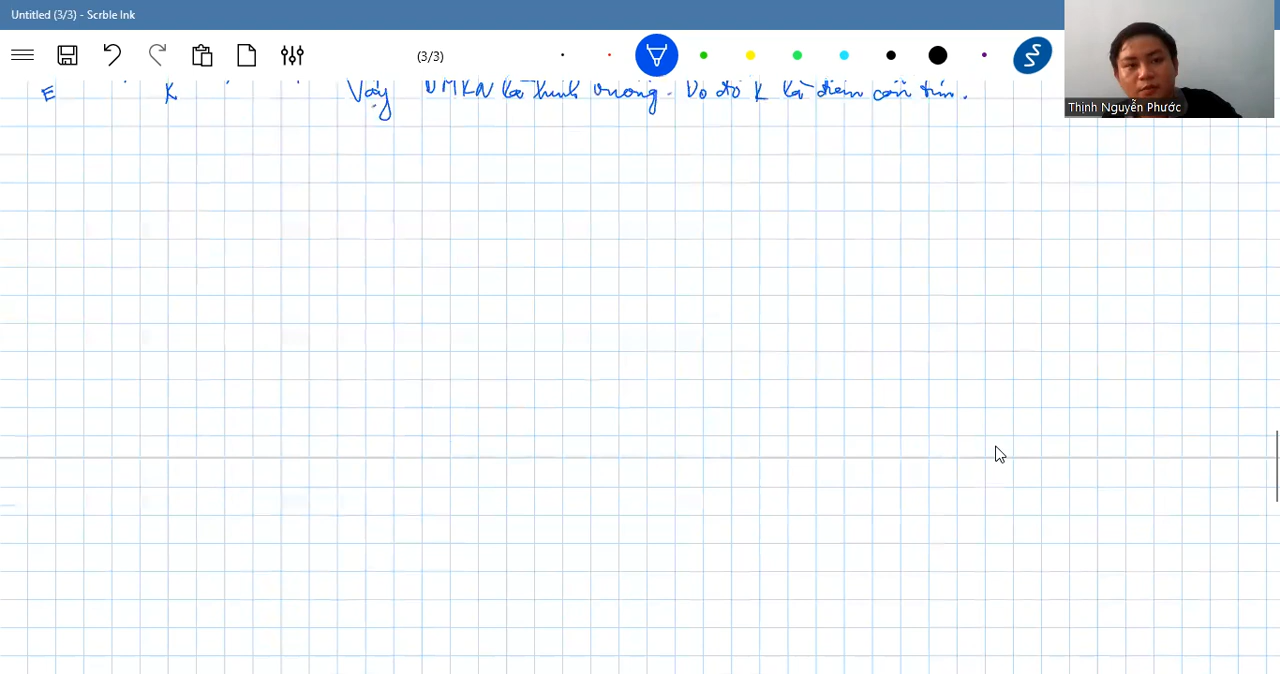 Untitled (3/3) - Scrble Ink
(3/3)
Thịnh Nguyễn Phước
E K Vậy DMKN là hình vuông. Do đó K là điểm cần tìm.